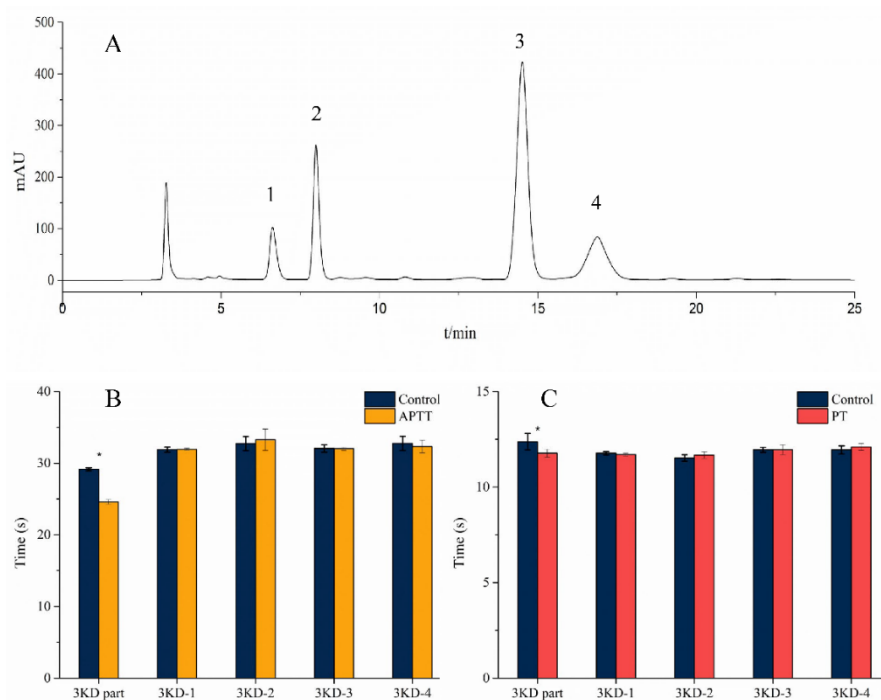 A
500
400
300
200
100
0
mAU
1
2
3
4
0
5
10
15
20
25
t/min
B
Control
APTT
40
30
20
10
0
Time (s)
*
3KD part
3KD-1
3KD-2
3KD-3
3KD-4
C
Control
PT
15
10
5
0
Time (s)
*
3KD part
3KD-1
3KD-2
3KD-3
3KD-4